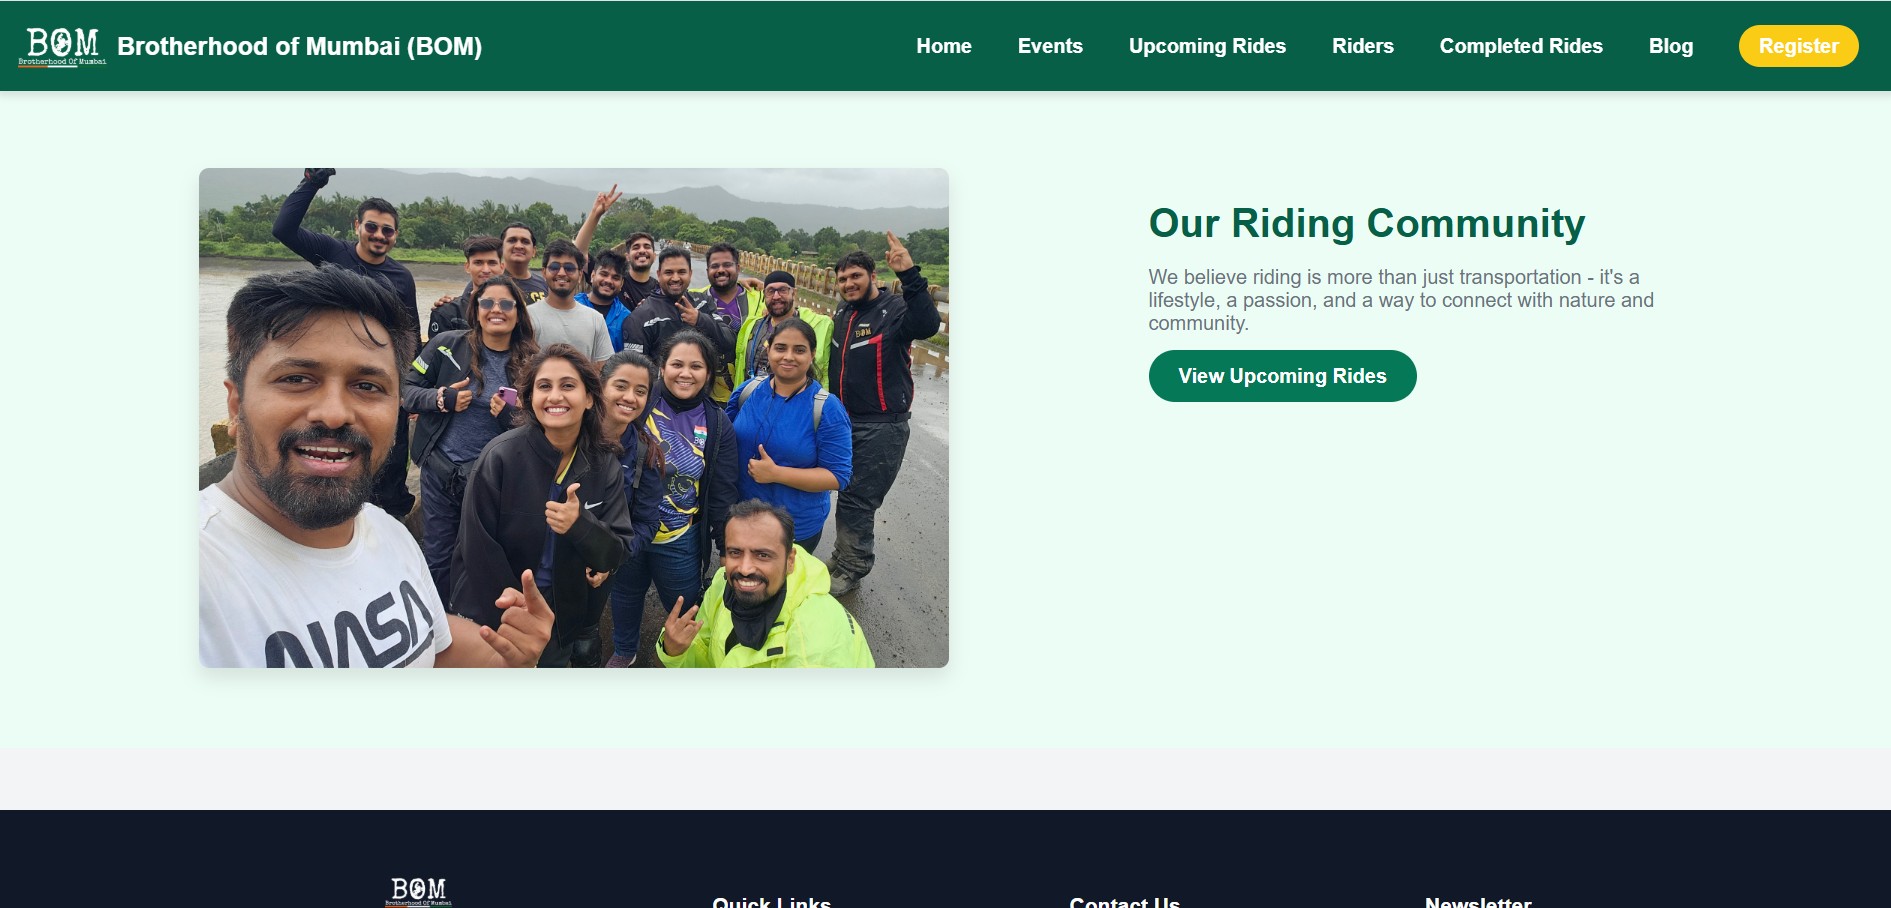 BOM
Brotherhood Of Mumbai
Brotherhood of Mumbai (BOM)
Home
Events
Upcoming Rides
Riders
Completed Rides
Blog
Register
Our Riding Community
We believe riding is more than just transportation - it's a
lifestyle, a passion, and a way to connect with nature and
community.
View Upcoming Rides
BOM
NASA
BOM
Brotherhood Of Mumbai
Quick Links
Contact Us
Newsletter